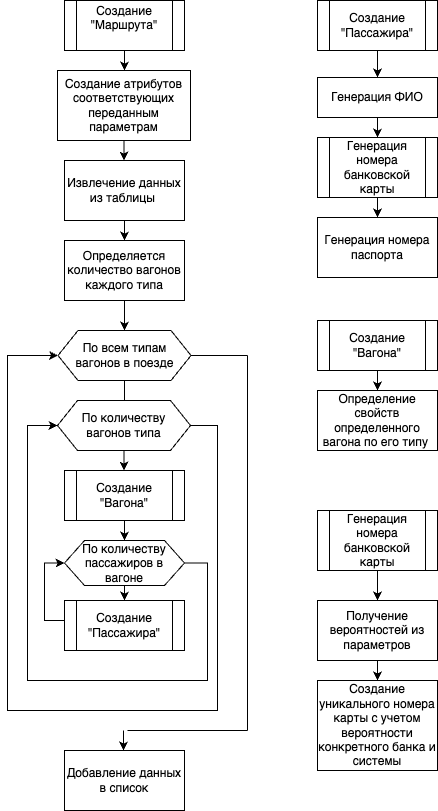 Создание
"Маршрута"
Создание атрибутов
соответствующих
переданным
параметрам
Извлечение данных
из таблицы
Определяется
количество вагонов
каждого типа
По всем типам
вагонов в поезде
По количеству
вагонов типа
Создание
"Вагона"
По количеству
пассажиров в
вагоне
Создание
"Пассажира"
Добавление данных
в список
Создание
"Пассажира"
Генерация ФИО
Генерация
номера
банковской
карты
Генерация номера
паспорта
Создание
"Вагона"
Определение
свойств
определенного
вагона по его типу
Генерация
номера
банковской
карты
Получение
вероятностей из
параметров
Создание
уникального номера
карты с учетом
вероятности
конкретного банка и
системы